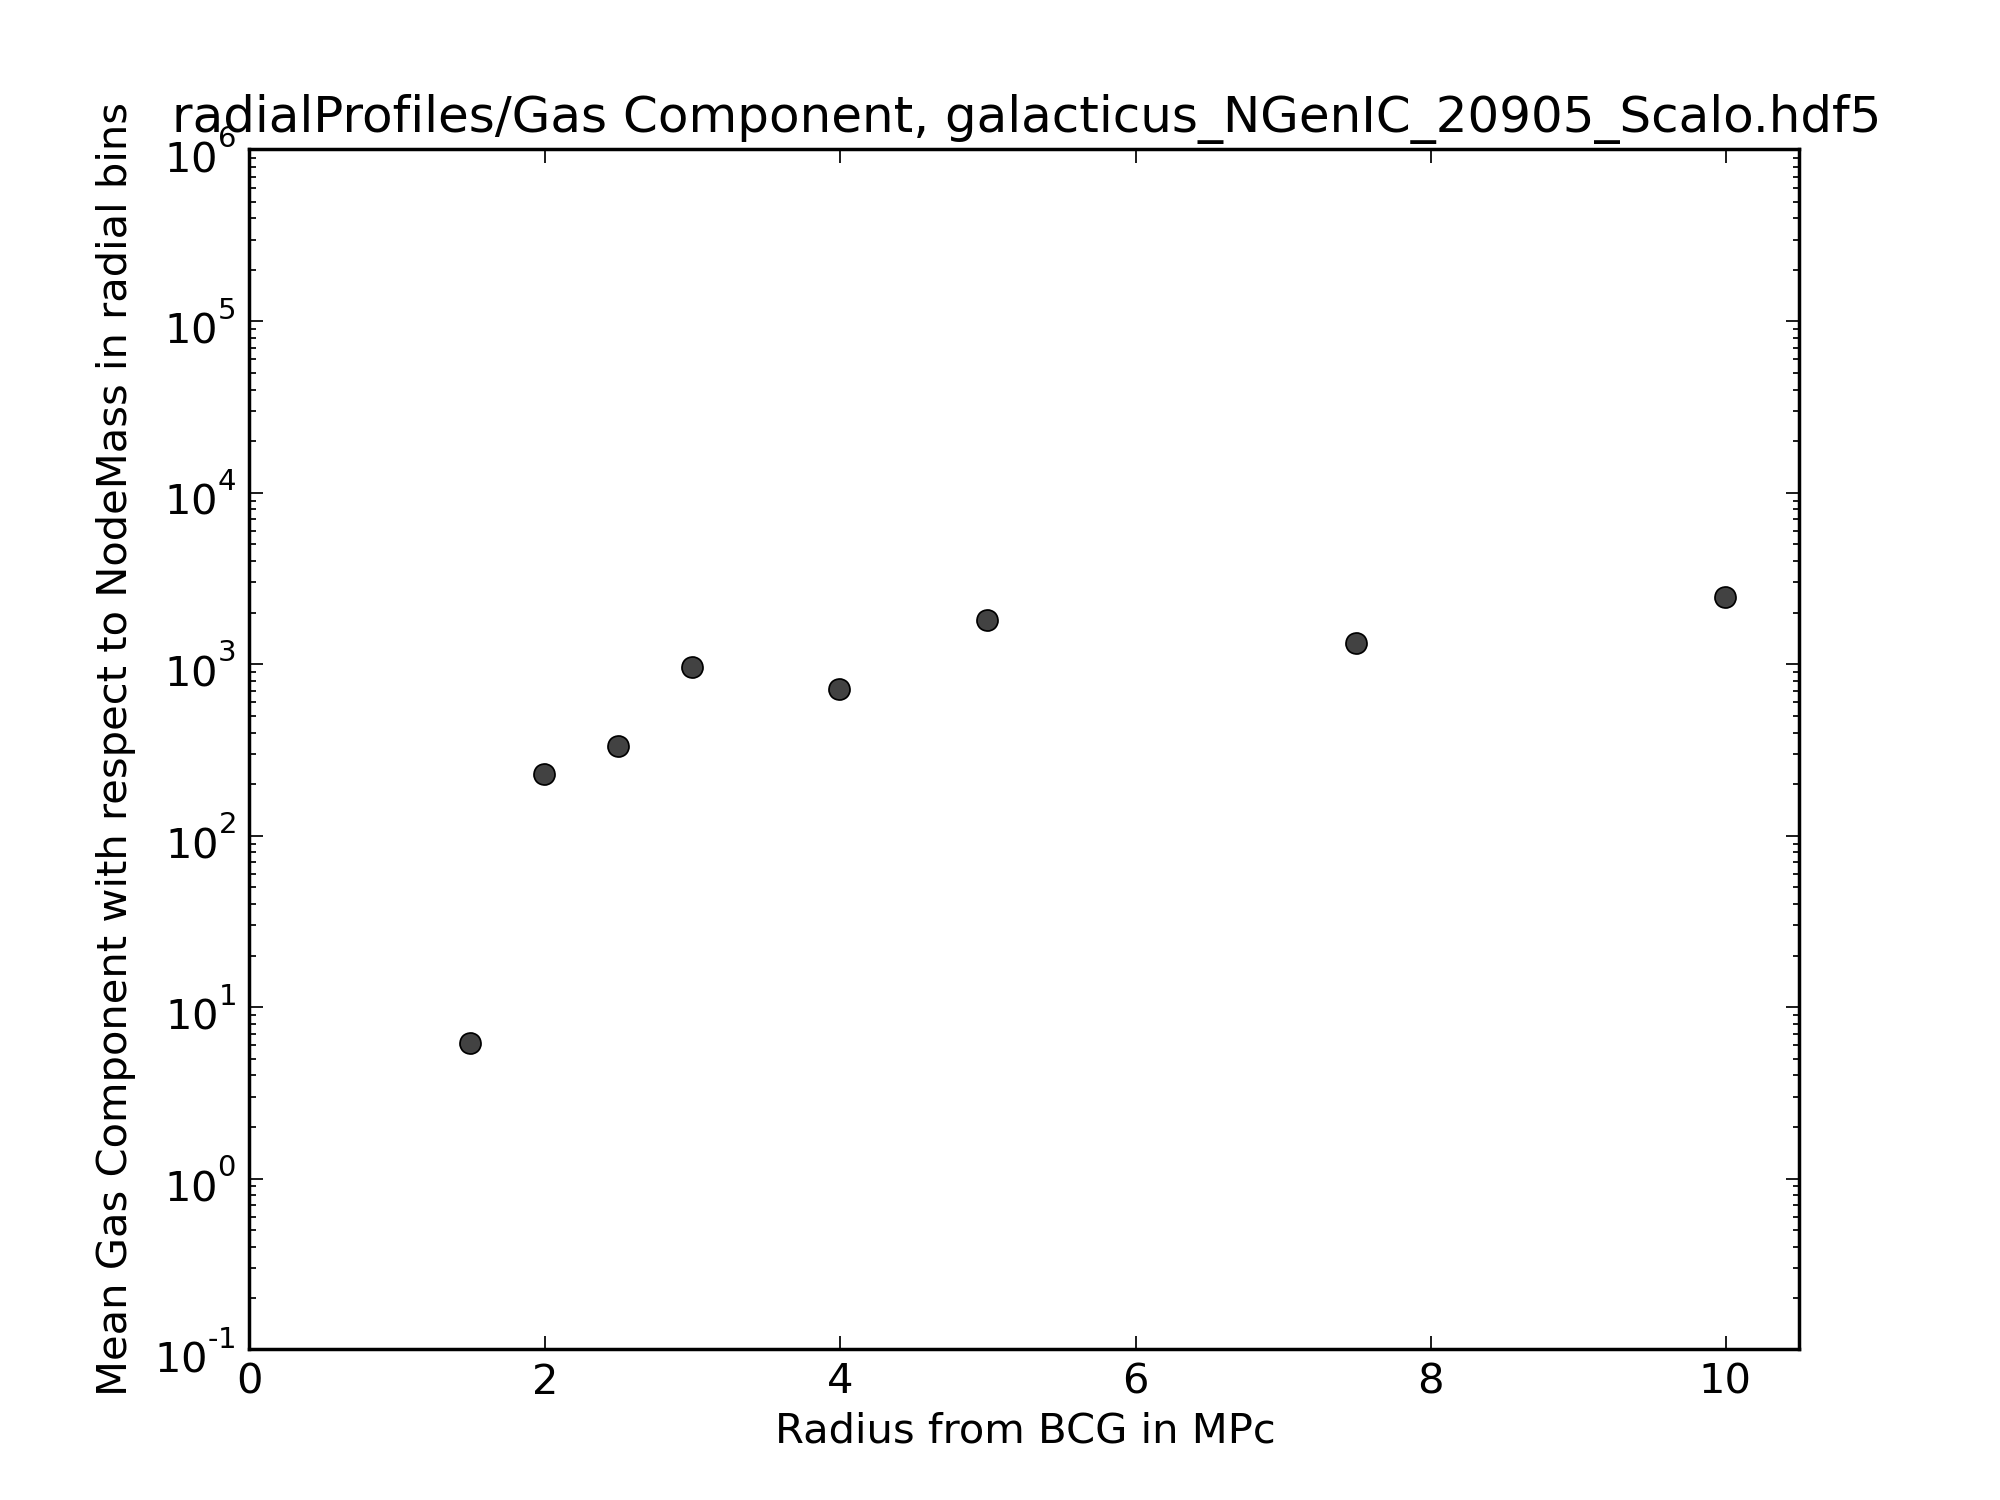 radialProfiles/Gas Component, galacticus_NGenIC_20905_Scalo.hdf5
Mean Gas Component with respect to NodeMass in radial bins
10^6
10^5
10^4
10^3
10^2
10^1
10^0
10^-1
0 2 4 6 8 10
Radius from BCG in MPc